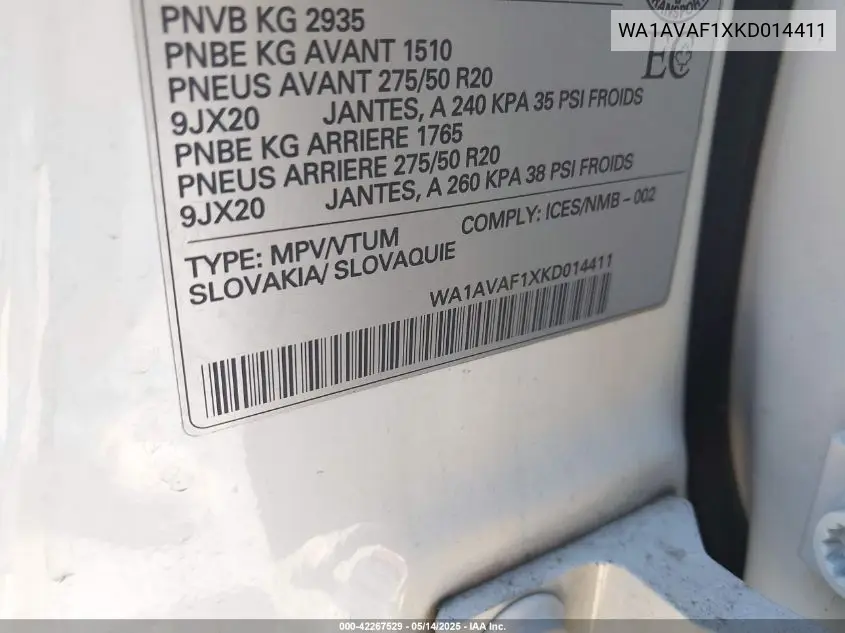 WA1AVAF1XKD014411
TRANSPORT
PNVB KG 2935
PNBE KG AVANT 1510
PNEUS AVANT 275/50 R20
EC
9JX20 JANTES, A 240 KPA 35 PSI FROIDS
PNBE KG ARRIERE 1765
PNEUS ARRIERE 275/50 R20
9JX20 JANTES, A 260 KPA 38 PSI FROIDS
TYPE: MPV/VTUM COMPLY: ICES/NMB - 002
SLOVAKIA/ SLOVAQUIE
WA1AVAF1XKD014411
000-42267529 - 05/14/2025 - IAA, Inc.